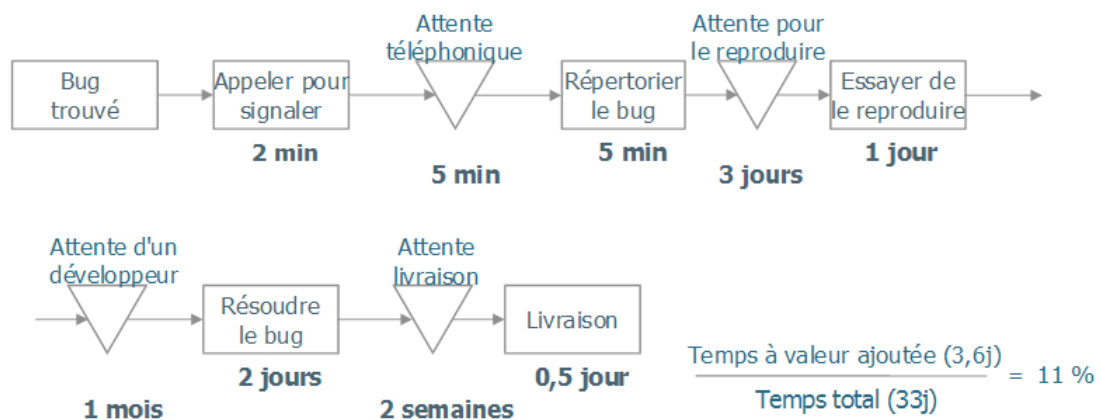 Attente
téléphonique
Attente pour
le reproduire
Bug
trouvé
Appeler pour
signaler
Répertorier
le bug
Essayer de
le reproduire
2 min
5 min
5 min
3 jours
1 jour
Attente d'un
développeur
Attente
livraison
Résoudre
le bug
Livraison
2 jours
0,5 jour
1 mois
2 semaines
Temps à valeur ajoutée (3,6j)
Temps total (33j)
= 11 %